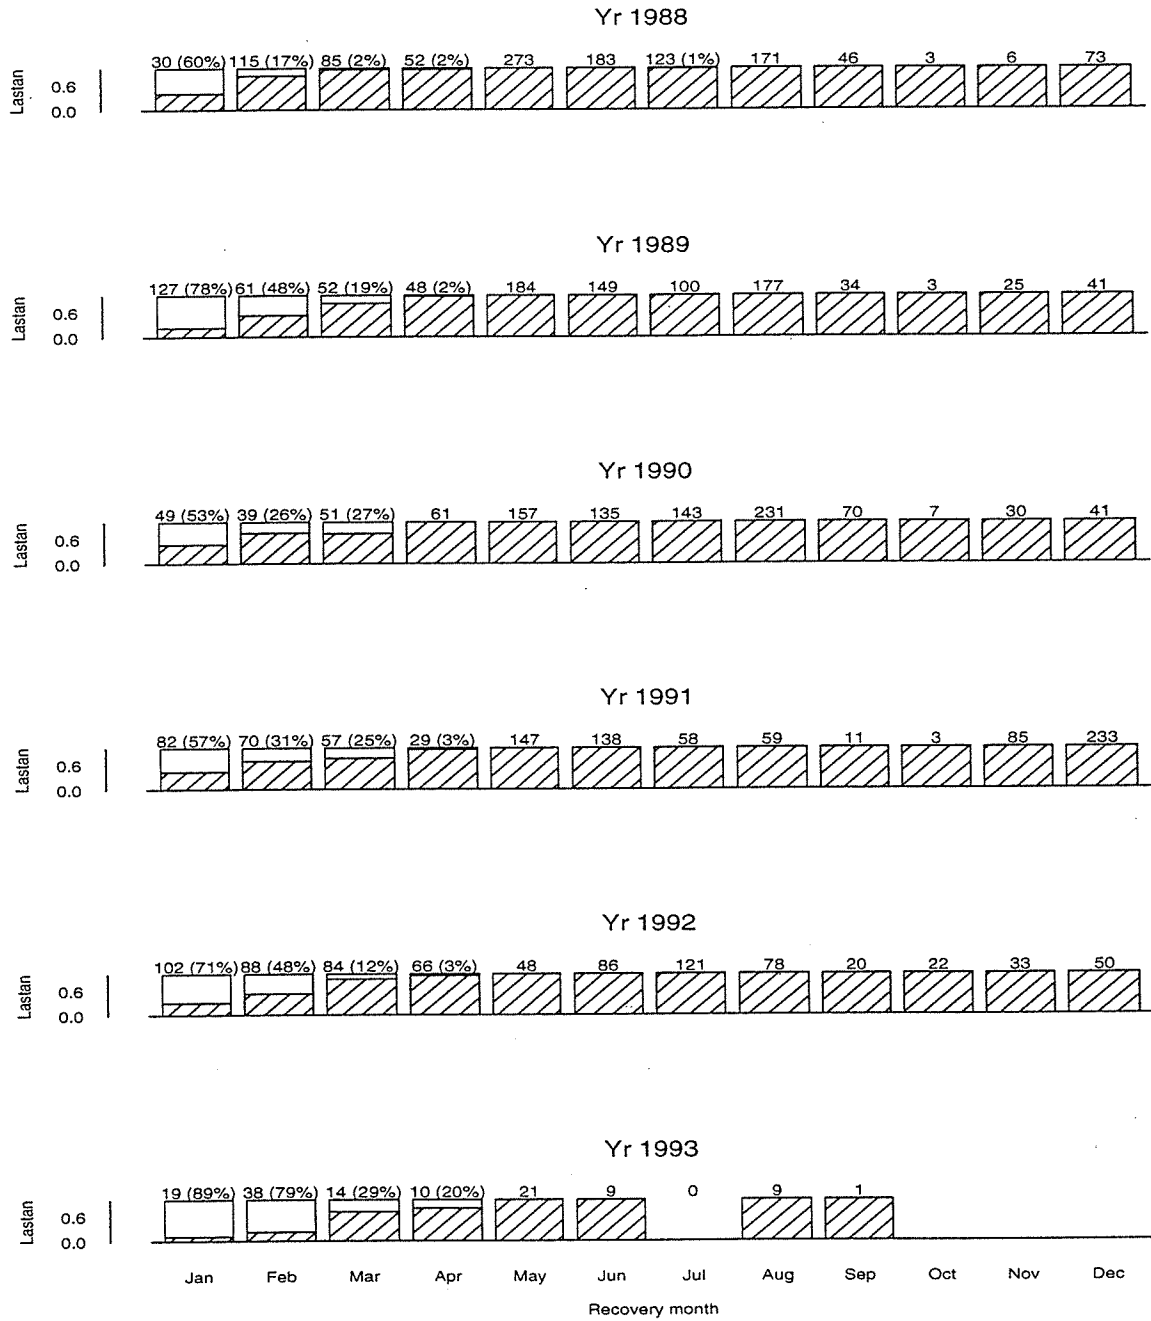 Yr 1988
30 (60%) 115 (17%) 85 (2%) 52 (2%) 273 183 123 (1%) 171 46 3 6 73
Lastan
0.6
0.0
Yr 1989
127 (78%) 61 (48%) 52 (19%) 48 (2%) 184 149 100 177 34 3 25 41
Lastan
0.6
0.0
Yr 1990
49 (53%) 39 (26%) 51 (27%) 61 157 135 143 231 70 7 30 41
Lastan
0.6
0.0
Yr 1991
82 (57%) 70 (31%) 57 (25%) 29 (3%) 147 138 58 59 11 3 85 233
Lastan
0.6
0.0
Yr 1992
102 (71%) 88 (48%) 84 (12%) 66 (3%) 48 86 121 78 20 22 33 50
Lastan
0.6
0.0
Yr 1993
19 (89%) 38 (79%) 14 (29%) 10 (20%) 21 9 0 9 1
Lastan
0.6
0.0
Jan Feb Mar Apr May Jun Jul Aug Sep Oct Nov Dec
Recovery month